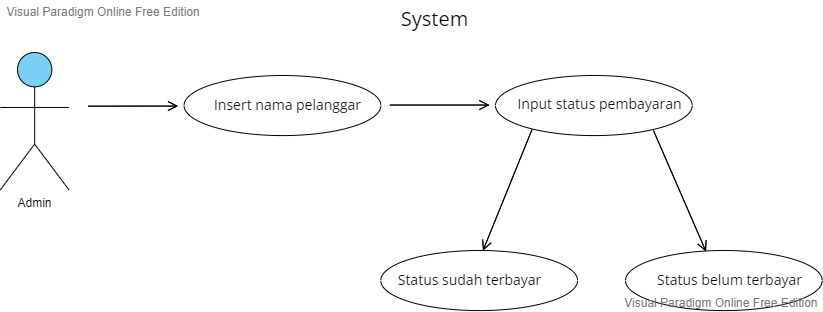 Visual Paradigm Online Free Edition
System
Insert nama pelanggar
Input status pembayaran
Admin
Status sudah terbayar
Status belum terbayar
Visual Paradigm Online Free Edition